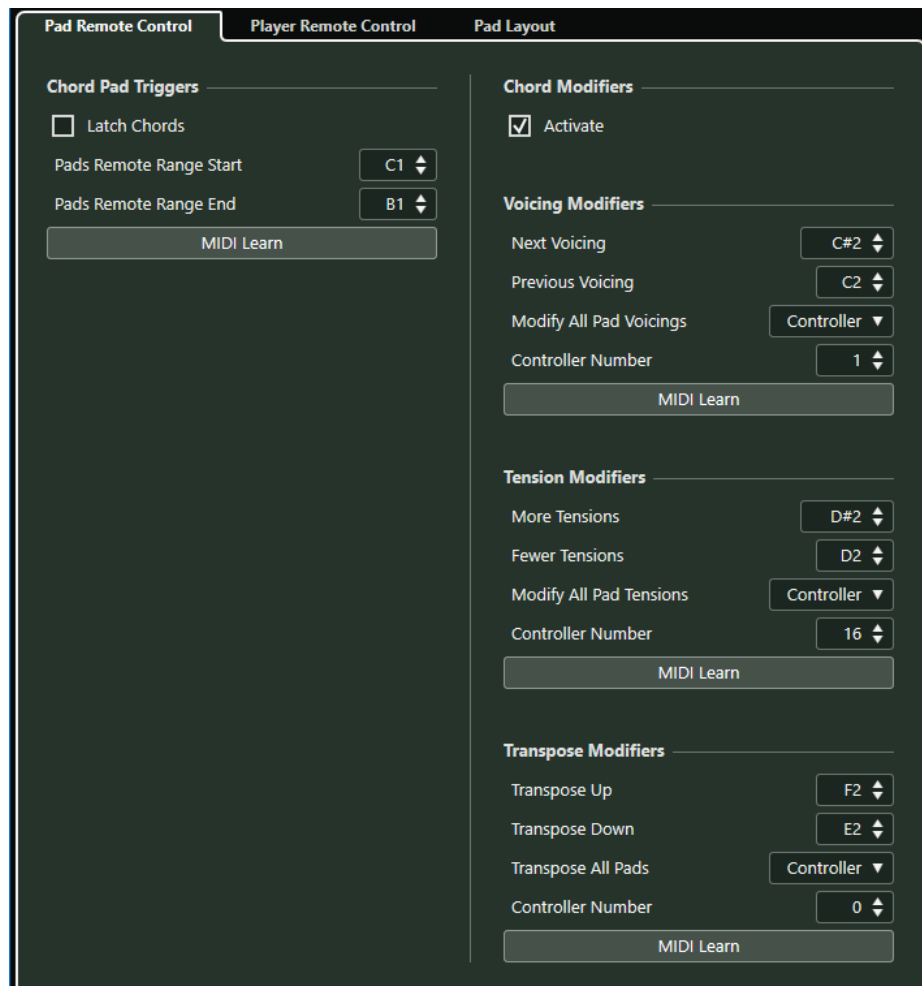 Pad Remote Control
Player Remote Control
Pad Layout
Chord Pad Triggers
Latch Chords
Pads Remote Range Start C1
Pads Remote Range End B1
MIDI Learn
Chord Modifiers
Activate
Voicing Modifiers
Next Voicing C#2
Previous Voicing C2
Modify All Pad Voicings Controller
Controller Number 1
MIDI Learn
Tension Modifiers
More Tensions D#2
Fewer Tensions D2
Modify All Pad Tensions Controller
Controller Number 16
MIDI Learn
Transpose Modifiers
Transpose Up F2
Transpose Down E2
Transpose All Pads Controller
Controller Number 0
MIDI Learn